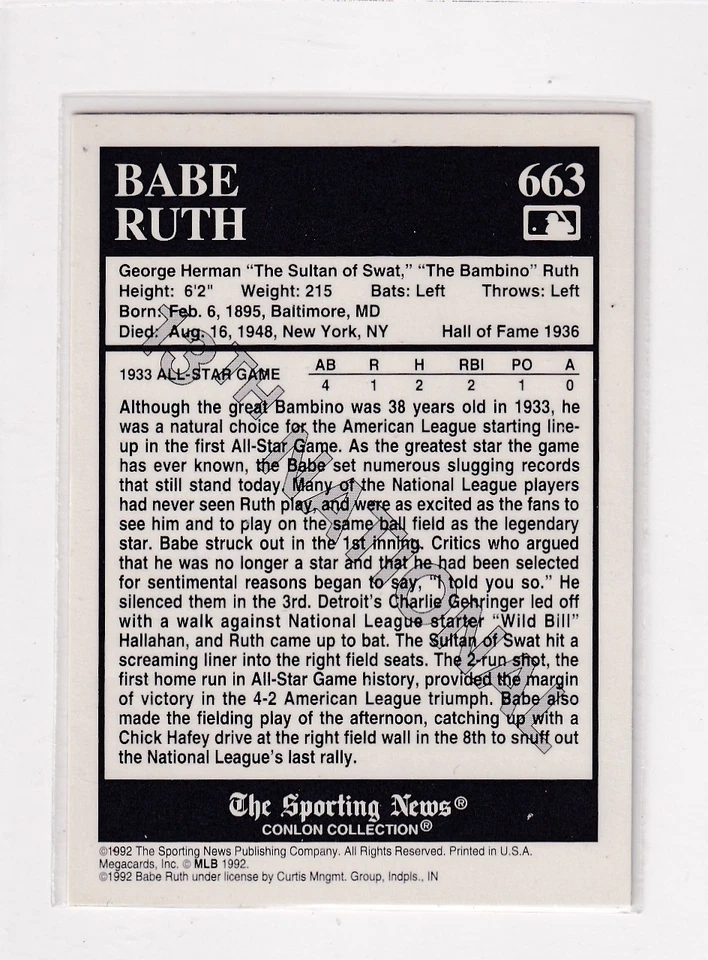 BABE
RUTH
663
George Herman “The Sultan of Swat,” “The Bambino” Ruth
Height: 6'2" Weight: 215 Bats: Left Throws: Left
Born: Feb. 6, 1895, Baltimore, MD
Died: Aug. 16, 1948, New York, NY Hall of Fame 1936
AB R H RBI PO A
1933 ALL-STAR GAME 4 1 2 2 1 0
Although the great Bambino was 38 years old in 1933, he
was a natural choice for the American League starting line-
up in the first All-Star Game. As the greatest star the game
has ever known, the Babe set numerous slugging records
that still stand today. Many of the National League players
had never seen Ruth play, and were as excited as the fans to
see him and to play on the same ball field as the legendary
star. Babe struck out in the 1st inning. Critics who argued
that he was no longer a star and that he had been selected
for sentimental reasons began to say, “I told you so.” He
silenced them in the 3rd. Detroit's Charlie Gehringer led off
with a walk against National League starter “Wild Bill”
Hallahan, and Ruth came up to bat. The Sultan of Swat hit a
screaming liner into the right field seats. The 2-run shot, the
first home run in All-Star Game history, provided the margin
of victory in the 4-2 American League triumph. Babe also
made the fielding play of the afternoon, catching up with a
Chick Hafey drive at the right field wall in the 8th to snuff out
the National League's last rally.
13TH NATIONAL
The Sporting News®
CONLON COLLECTION®
©1992 The Sporting News Publishing Company. All Rights Reserved. Printed in U.S.A.
Megacards, Inc. © MLB 1992.
©1992 Babe Ruth under license by Curtis Mngmt. Group, Indpls., IN